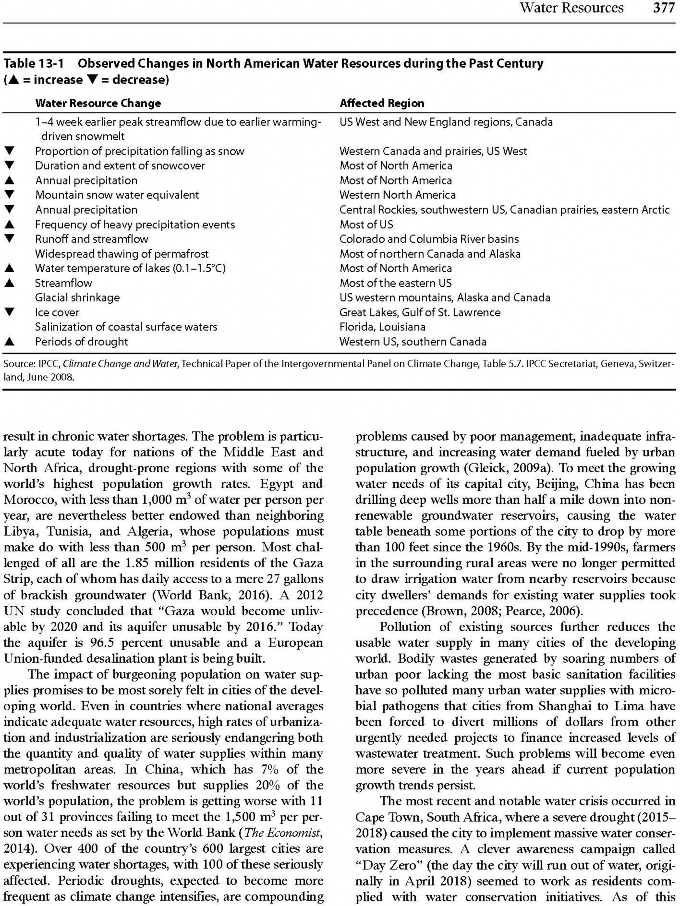 Water Resources 377
Table 13-1 Observed Changes in North American Water Resources during the Past Century
(▲ = increase ▼ = decrease)
Water Resource Change Affected Region
1–4 week earlier peak streamflow due to earlier warming- US West and New England regions, Canada
driven snowmelt
▼ Proportion of precipitation falling as snow Western Canada and prairies, US West
▼ Duration and extent of snowcover Most of North America
▲ Annual precipitation Most of North America
▼ Mountain snow water equivalent Western North America
▼ Annual precipitation Central Rockies, southwestern US, Canadian prairies, eastern Arctic
▲ Frequency of heavy precipitation events Most of US
▼ Runoff and streamflow Colorado and Columbia River basins
Widespread thawing of permafrost Most of northern Canada and Alaska
▲ Water temperature of lakes (0.1–1.5°C) Most of North America
▲ Streamflow Most of the eastern US
Glacial shrinkage US western mountains, Alaska and Canada
▼ Ice cover Great Lakes, Gulf of St. Lawrence
Salinization of coastal surface waters Florida, Louisiana
▲ Periods of drought Western US, southern Canada
Source: IPCC, Climate Change and Water, Technical Paper of the Intergovernmental Panel on Climate Change, Table 5.7. IPCC Secretariat, Geneva, Switzer-
land, June 2008.
result in chronic water shortages. The problem is particu-
larly acute today for nations of the Middle East and
North Africa, drought-prone regions with some of the
world's highest population growth rates. Egypt and
Morocco, with less than 1,000 m³ of water per person per
year, are nevertheless better endowed than neighboring
Libya, Tunisia, and Algeria, whose populations must
make do with less than 500 m³ per person. Most chal-
lenged of all are the 1.85 million residents of the Gaza
Strip, each of whom has daily access to a mere 27 gallons
of brackish groundwater (World Bank, 2016). A 2012
UN study concluded that “Gaza would become unliv-
able by 2020 and its aquifer unusable by 2016.” Today
the aquifer is 96.5 percent unusable and a European
Union-funded desalination plant is being built.
The impact of burgeoning population on water sup-
plies promises to be most sorely felt in cities of the devel-
oping world. Even in countries where national averages
indicate adequate water resources, high rates of urbaniza-
tion and industrialization are seriously endangering both
the quantity and quality of water supplies within many
metropolitan areas. In China, which has 7% of the
world's freshwater resources but supplies 20% of the
world's population, the problem is getting worse with 11
out of 31 provinces failing to meet the 1,500 m³ per per-
son water needs as set by the World Bank (The Economist,
2014). Over 400 of the country's 600 largest cities are
experiencing water shortages, with 100 of these seriously
affected. Periodic droughts, expected to become more
frequent as climate change intensifies, are compounding
problems caused by poor management, inadequate infra-
structure, and increasing water demand fueled by urban
population growth (Gleick, 2009a). To meet the growing
water needs of its capital city, Beijing, China has been
drilling deep wells more than half a mile down into non-
renewable groundwater reservoirs, causing the water
table beneath some portions of the city to drop by more
than 100 feet since the 1960s. By the mid-1990s, farmers
in the surrounding rural areas were no longer permitted
to draw irrigation water from nearby reservoirs because
city dwellers' demands for existing water supplies took
precedence (Brown, 2008; Pearce, 2006).
Pollution of existing sources further reduces the
usable water supply in many cities of the developing
world. Bodily wastes generated by soaring numbers of
urban poor lacking the most basic sanitation facilities
have so polluted many urban water supplies with micro-
bial pathogens that cities from Shanghai to Lima have
been forced to divert millions of dollars from other
urgently needed projects to finance increased levels of
wastewater treatment. Such problems will become even
more severe in the years ahead if current population
growth trends persist.
The most recent and notable water crisis occurred in
Cape Town, South Africa, where a severe drought (2015–
2018) caused the city to implement massive water conser-
vation measures. A clever awareness campaign called
“Day Zero” (the day the city will run out of water, origi-
nally in April 2018) seemed to work as residents com-
plied with water conservation initiatives. As of this